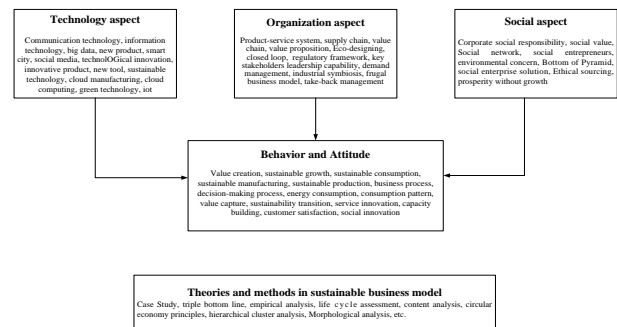 Technology aspect
Communication technology, information
technology, big data, new product, smart
city, social media, technolOGical innovation,
innovative product, new tool, sustainable
technology, cloud manufacturing, cloud
computing, green technology, iot
Organization aspect
Product-service system, supply chain, value
chain, value proposition, Eco-designing,
closed loop, regulatory framework, key
stakeholders leadership capability, demand
management, industrial symbiosis, frugal
business model, take-back management
Social aspect
Corporate social responsibility, social value,
Social network, social entrepreneurs,
environmental concern, Bottom of Pyramid,
social enterprise solution, Ethical sourcing,
prosperity without growth
Behavior and Attitude
Value creation, sustainable growth, sustainable consumption,
sustainable manufacturing, sustainable production, business process,
decision-making process, energy consumption, consumption pattern,
value capture, sustainability transition, service innovation, capacity
building, customer satisfaction, social innovation
Theories and methods in sustainable business model
Case Study, triple bottom line, empirical analysis, life cycle assessment, content analysis, circular
economy principles, hierarchical cluster analysis, Morphological analysis, etc.